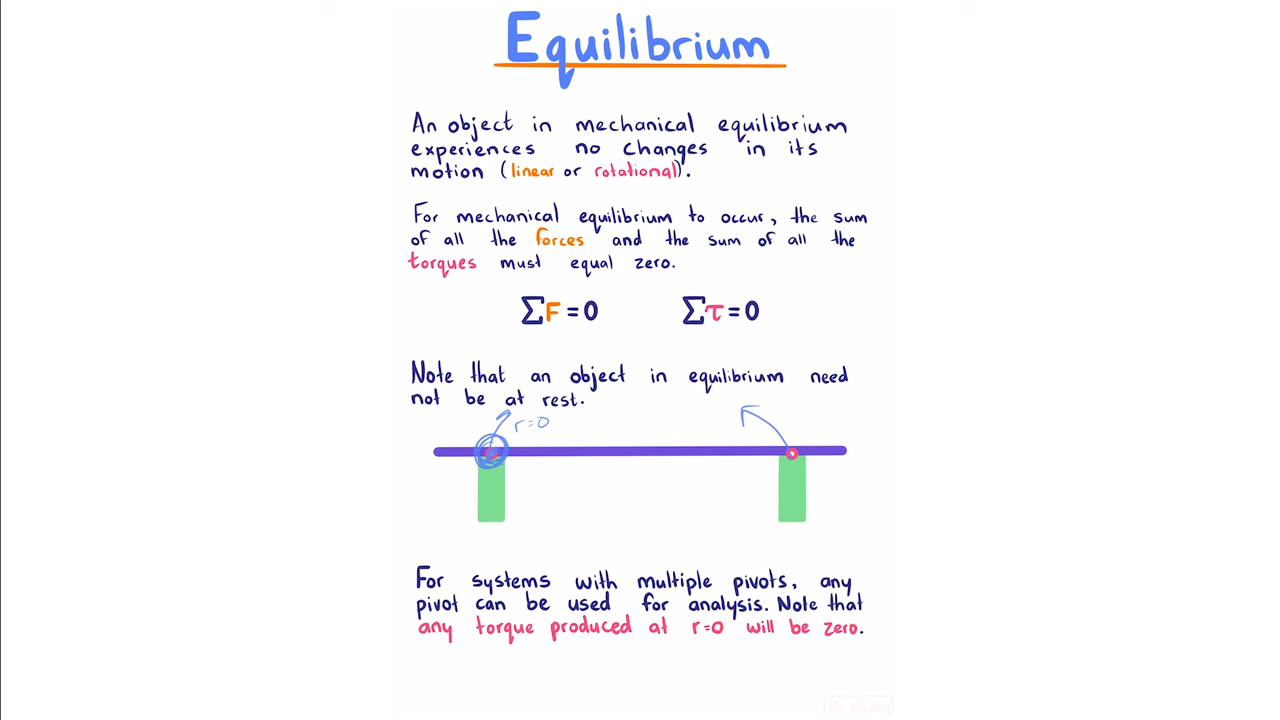 Equilibrium
An object in mechanical equilibrium
experiences no changes in its
motion (linear or rotational).
For mechanical equilibrium to occur, the sum
of all the forces and the sum of all the
torques must equal zero.
ΣF=0 Στ=0
Note that an object in equilibrium need
not be at rest.
r=0
For systems with multiple pivots, any
pivot can be used for analysis. Note that
any torque produced at r=0 will be zero.